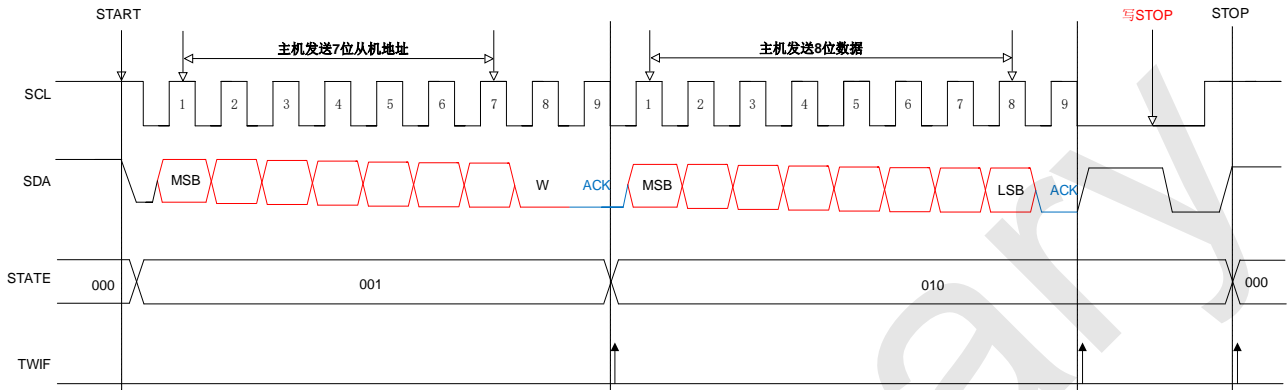 START 写STOP STOP
主机发送7位从机地址 主机发送8位数据
SCL 1 2 3 4 5 6 7 8 9 1 2 3 4 5 6 7 8 9
SDA MSB W ACK MSB LSB ACK
STATE 000 001 010 000
TWIF
ary